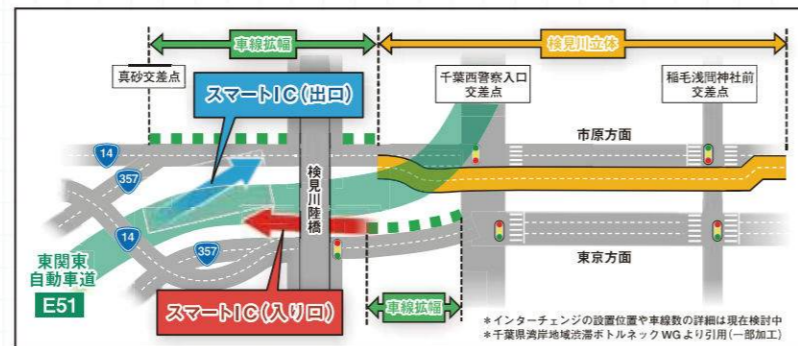 車線拡幅
検見川立体
真砂交差点
スマートIC(出口)
千葉西警察入口
交差点
稲毛浅間神社前
交差点
市原方面
14
357
検見川陸橋
14
357
東京方面
東関東
自動車道
E51
スマートIC(入り口)
車線拡幅
*インターチェンジの設置位置や車線数の詳細は現在検討中
*千葉県湾岸地域渋滞ボトルネックWGより引用(一部加工)